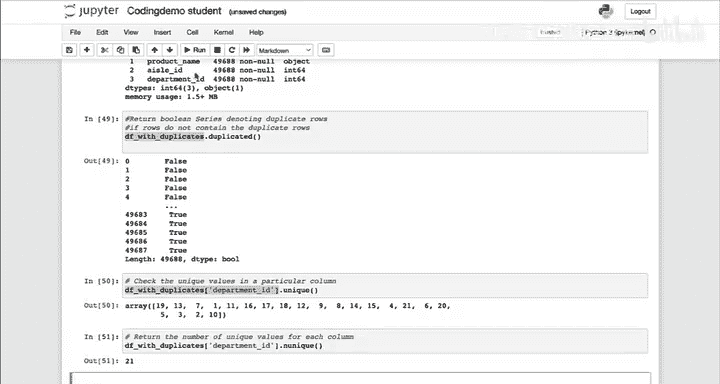 jupyter Codingdemo student (unsaved changes)
Logout
File Edit View Insert Cell Kernel Help
Python 3 (ipykernel)
Run Markdown
1 product_name 49688 non-null object
2 aisle_id 49688 non-null int64
3 department_id 49688 non-null int64
dtypes: int64(3), object(1)
memory usage: 1.5+ MB
In [49]: #Return boolean Series denoting duplicate rows
#if rows do not contain the duplicate rows
df_with_duplicates.duplicated()
Out[49]: 0 False
1 False
2 False
3 False
4 False
...
49683 True
49684 True
49685 True
49686 True
49687 True
Length: 49688, dtype: bool
In [50]: # Check the unique values in a particular column
df_with_duplicates['department_id'].unique()
Out[50]: array([19, 13, 7, 1, 11, 16, 17, 18, 12, 9, 8, 14, 15, 4, 21, 6, 20,
5, 3, 2, 10])
In [51]: # Return the number of unique values for each column
df_with_duplicates['department_id'].nunique()
Out[51]: 21